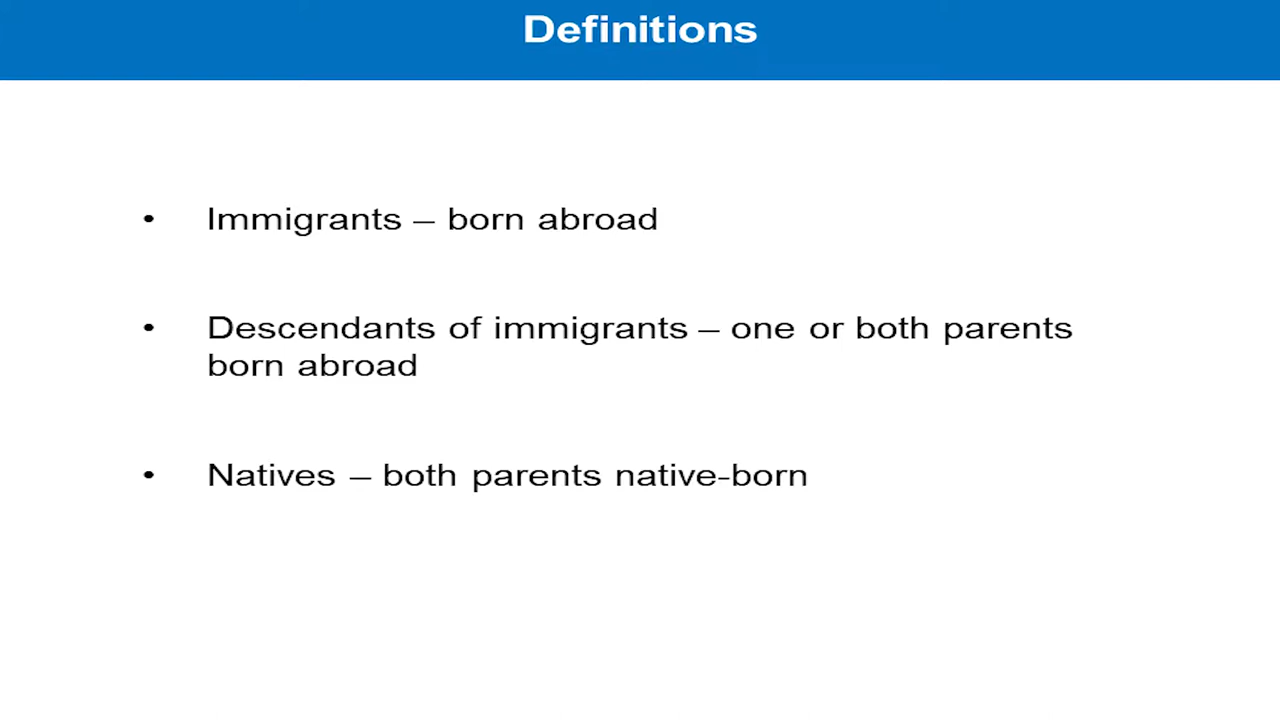 Definitions
• Immigrants – born abroad
• Descendants of immigrants – one or both parents
born abroad
• Natives – both parents native-born